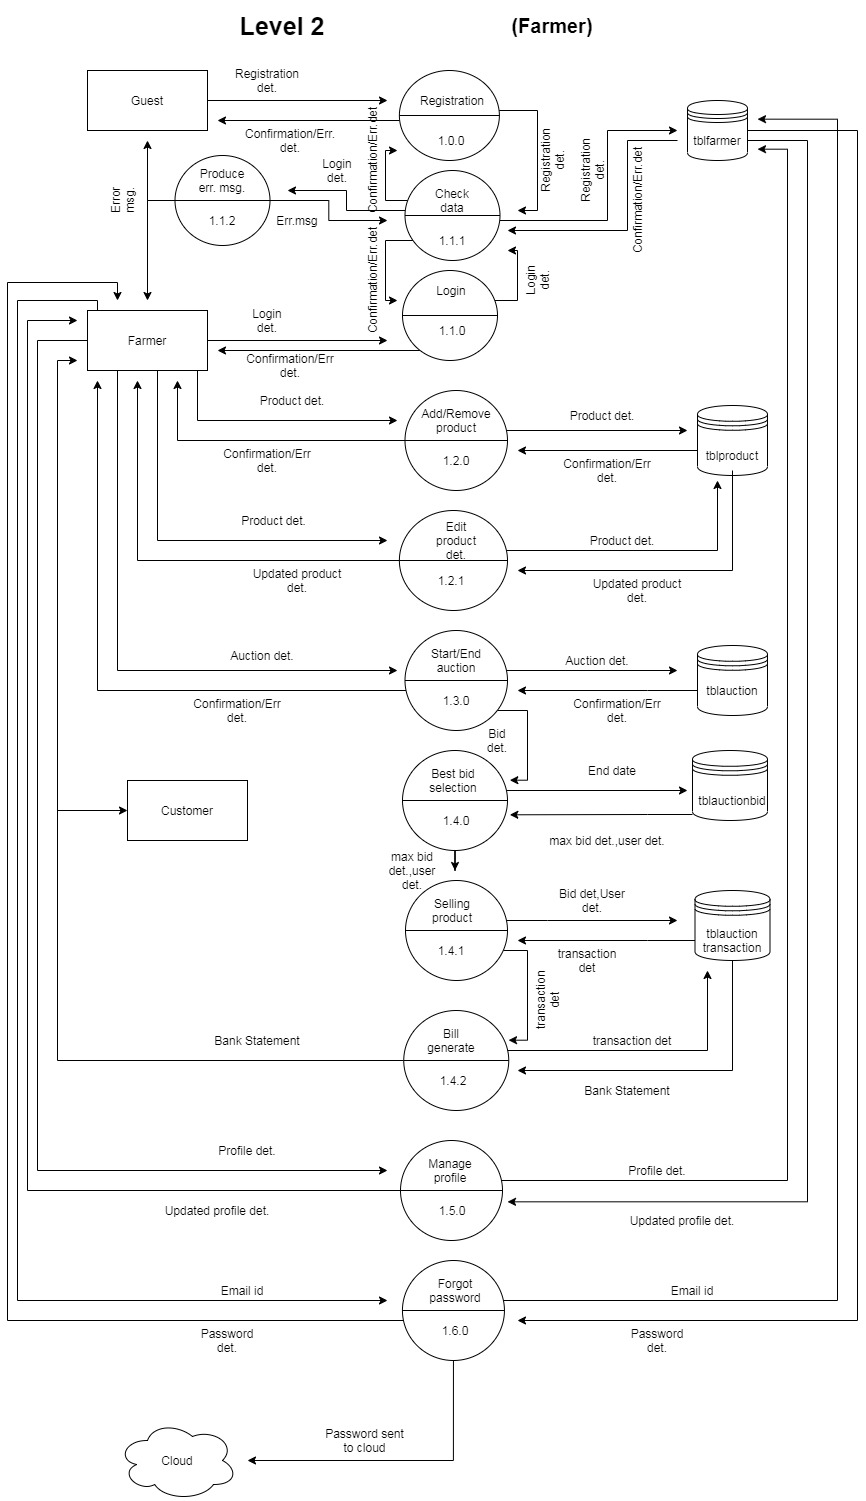 Level 2
(Farmer)
Guest
Registration
det.
Confirmation/Err.
det.
Registration
1.0.0
Registration
det.
Registration
det.
Confirmation/Err.det
tblfarmer
Error
msg.
Produce
err. msg.
1.1.2
Login
det.
Err.msg
Confirmation/Err.det
Check
data
1.1.1
Confirmation/Err.det
Login
1.1.0
Login
det.
Farmer
Login
det.
Confirmation/Err
det.
Product det.
Confirmation/Err
det.
Add/Remove
product
1.2.0
Product det.
Confirmation/Err
det.
tblproduct
Product det.
Updated product
det.
Edit
product
det.
1.2.1
Product det.
Updated product
det.
Auction det.
Confirmation/Err
det.
Start/End
auction
1.3.0
Auction det.
Confirmation/Err
det.
tblauction
Bid
det.
Customer
Best bid
selection
1.4.0
End date
max bid det.,user det.
tblauctionbid
max bid
det.,user
det.
Selling
product
1.4.1
Bid det,User
det.
transaction
det
tblauction
transaction
transaction
det
Bank Statement
Bill
generate
1.4.2
transaction det
Bank Statement
Profile det.
Updated profile det.
Manage
profile
1.5.0
Profile det.
Updated profile det.
Email id
Password
det.
Forgot
password
1.6.0
Email id
Password
det.
Password sent
to cloud
Cloud